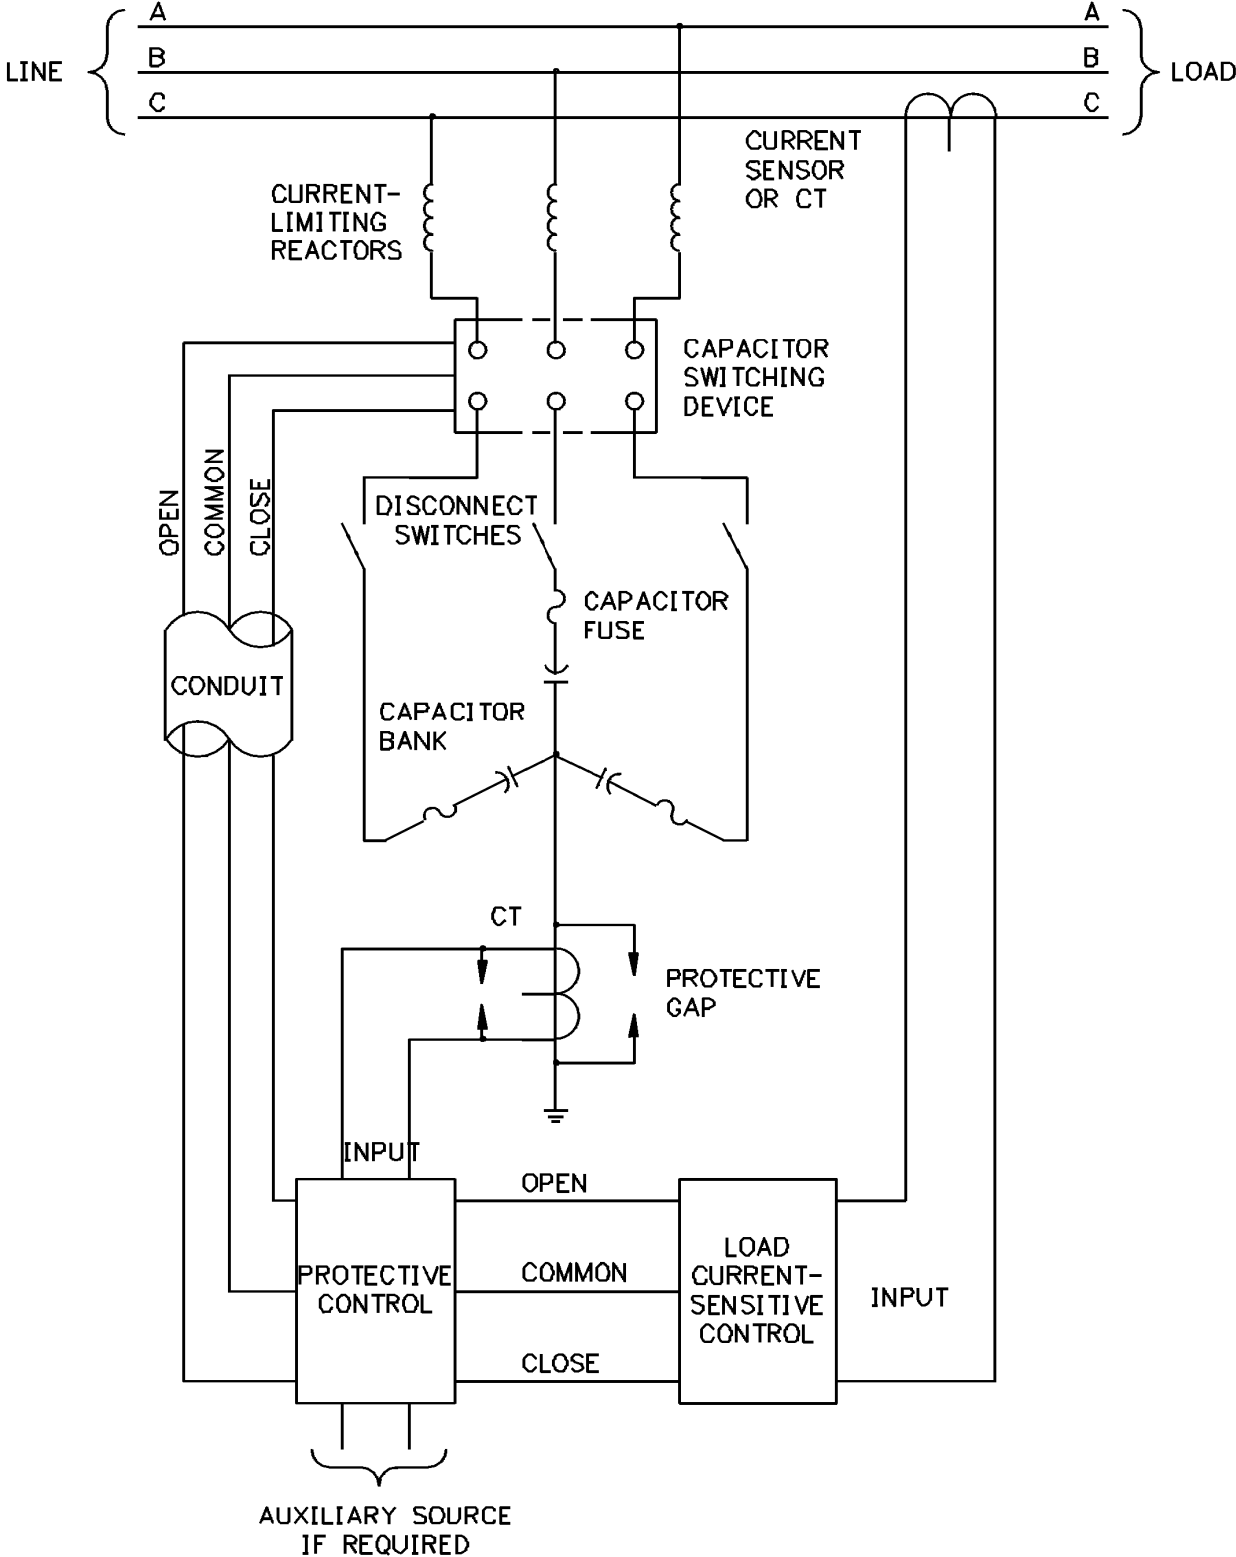 A
A
LINE
B
B
LOAD
C
C
CURRENT
SENSOR
OR CT
CURRENT-
LIMITING
REACTORS
CAPACITOR
SWITCHING
DEVICE
OPEN
COMMON
CLOSE
DISCONNECT
SWITCHES
CAPACITOR
FUSE
CONDUIT
CAPACITOR
BANK
CT
PROTECTIVE
GAP
INPUT
OPEN
LOAD
CURRENT-
SENSITIVE
CONTROL
PROTECTIVE
CONTROL
COMMON
INPUT
CLOSE
AUXILIARY SOURCE
IF REQUIRED